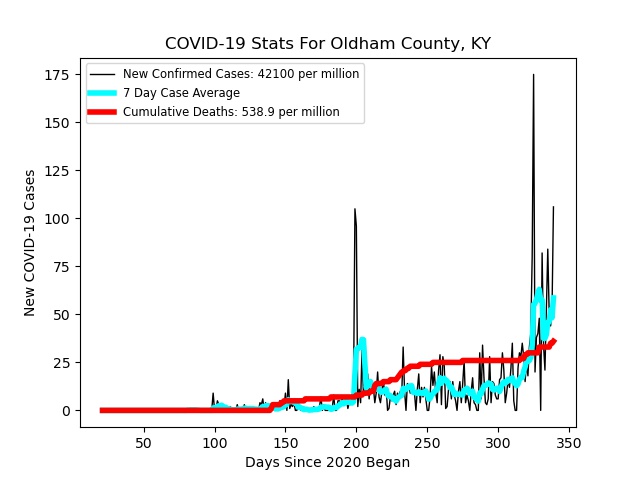 COVID-19 Stats For Oldham County, KY
New Confirmed Cases: 42100 per million
7 Day Case Average
Cumulative Deaths: 538.9 per million
New COVID-19 Cases
175
150
125
100
75
50
25
0
50 100 150 200 250 300 350
Days Since 2020 Began